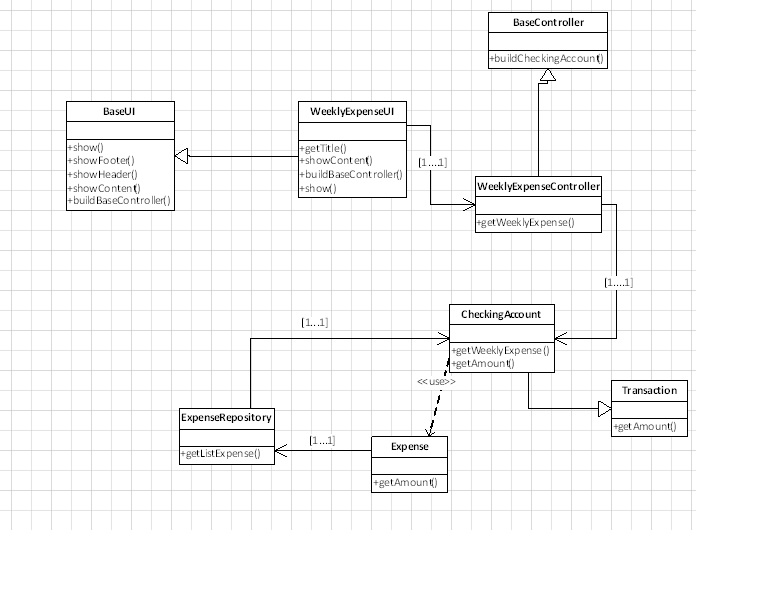 BaseController
+buildCheckingAccount()
BaseUI
+show()
+showFooter()
+showHeader()
+showContent()
+buildBaseController()
WeeklyExpenseUI
+getTitle()
+showContent()
+buildBaseController()
+show()
[1...1]
WeeklyExpenseController
+getWeeklyExpense()
[1....1]
CheckingAccount
+getWeeklyExpense()
+getAmount()
[1...1]
<<use>>
Transaction
+getAmount()
ExpenseRepository
+getListExpense()
[1...1]
Expense
+getAmount()